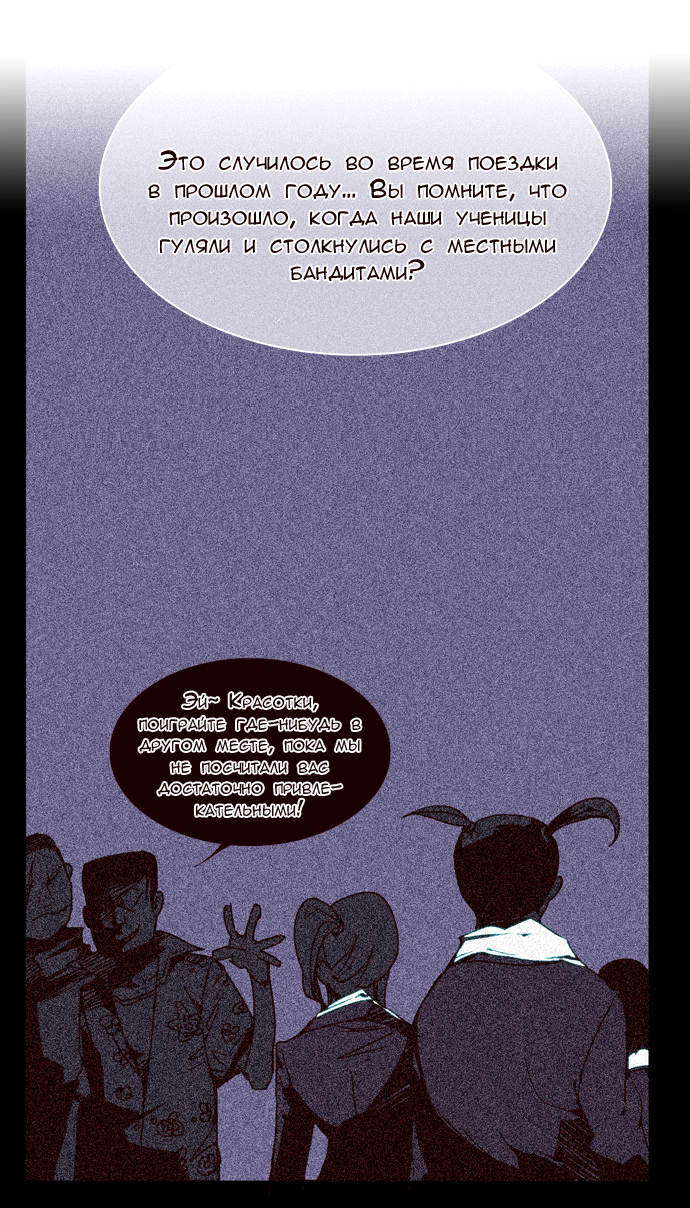 Это случилось во время поездки
в прошлом году... Вы помните, что
произошло, когда наши ученицы
гуляли и столкнулись с местными
бандитами?
Эй~ Красотки,
поиграйте где-нибудь в
другом месте, пока мы
не посчитали вас
достаточно привле-
кательными!